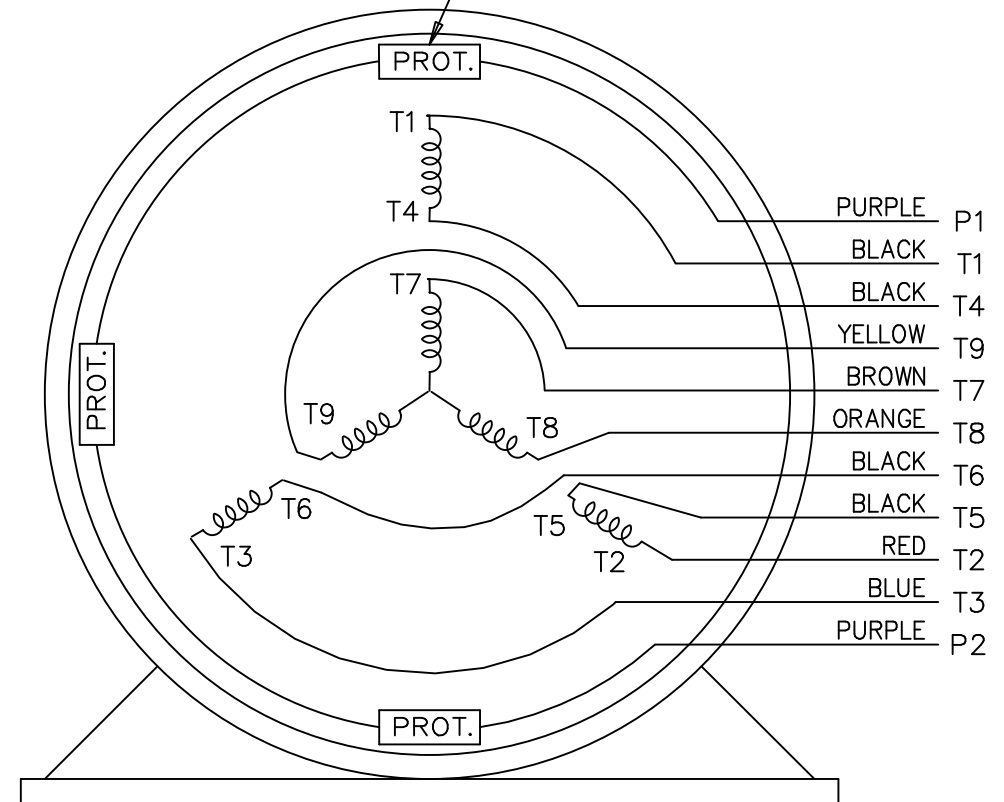 PROT.
T1
T4
PURPLE P1
BLACK T1
T7
BLACK T4
YELLOW T9
PROT.
BROWN T7
T9
T8
ORANGE T8
BLACK T6
T6
T5
BLACK T5
T3
T2
RED T2
BLUE T3
PURPLE P2
PROT.